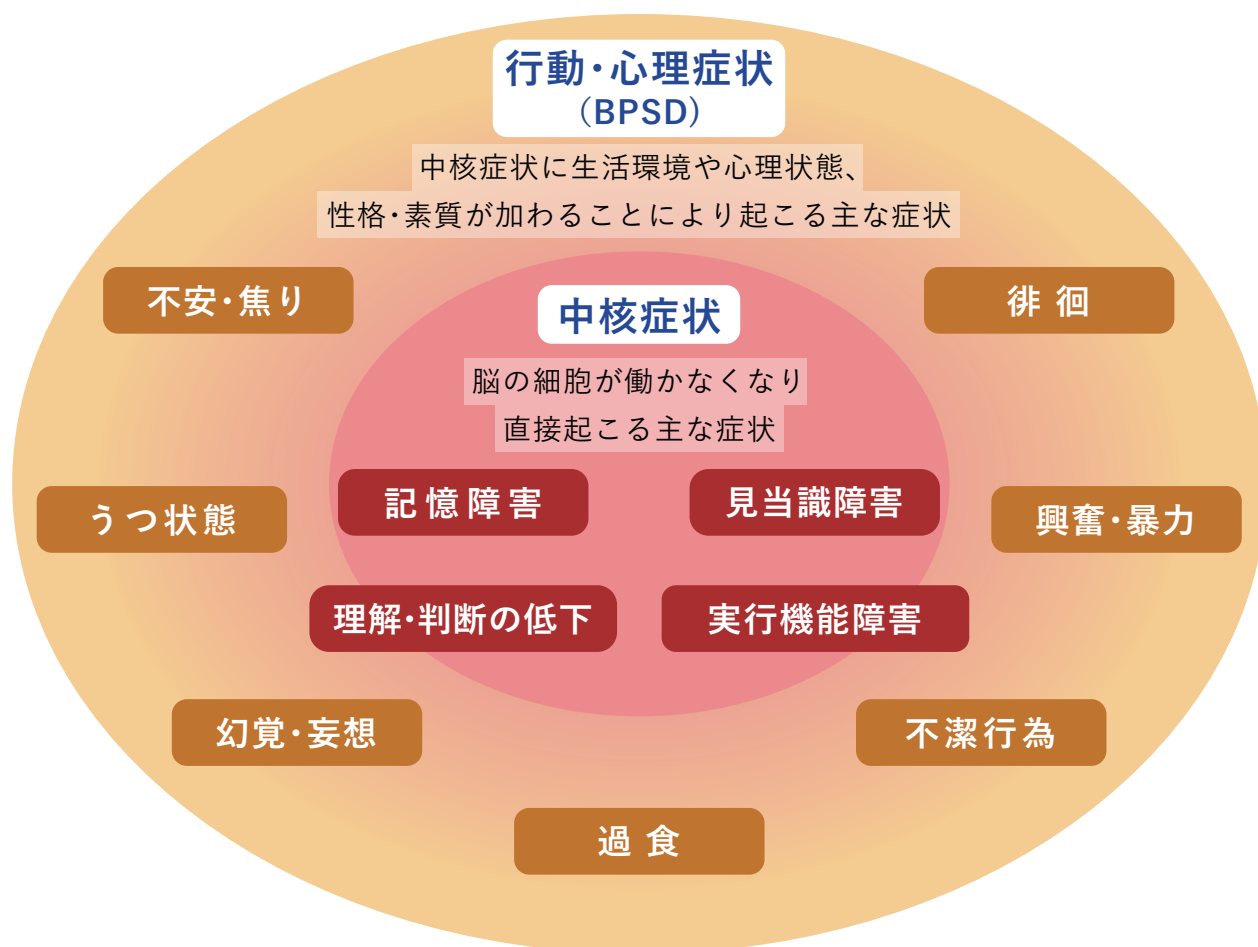 行動・心理症状
（BPSD）
中核症状に生活環境や心理状態、
性格・素質が加わることにより起こる主な症状
不安・焦り
徘 徊
中核症状
脳の細胞が働かなくなり
直接起こる主な症状
記憶障害
見当識障害
うつ状態
興奮・暴力
理解・判断の低下
実行機能障害
幻覚・妄想
不潔行為
過 食